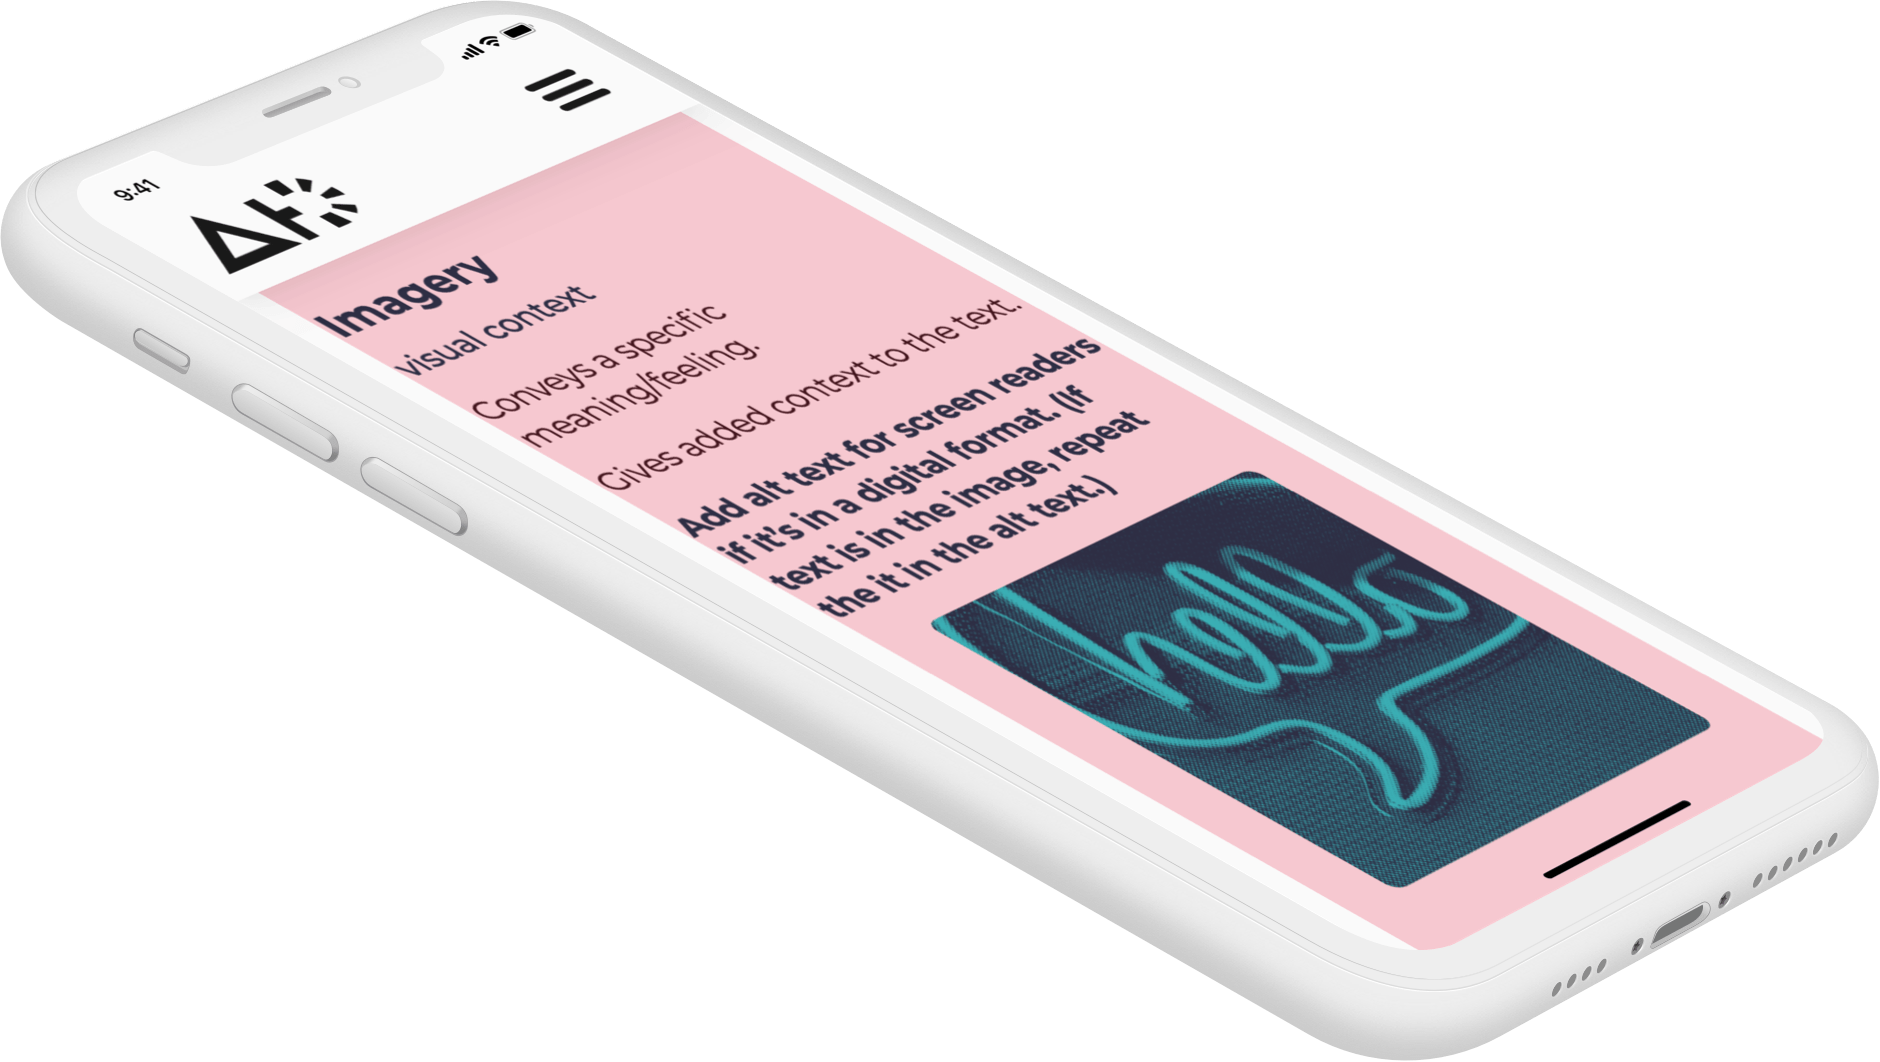 9:41
Imagery
visual context
Conveys a specific
meaning/feeling.
Gives added context to the text.
Add alt text for screen readers
if it's in a digital format. (If
text is in the image, repeat
the it in the alt text.)
hello